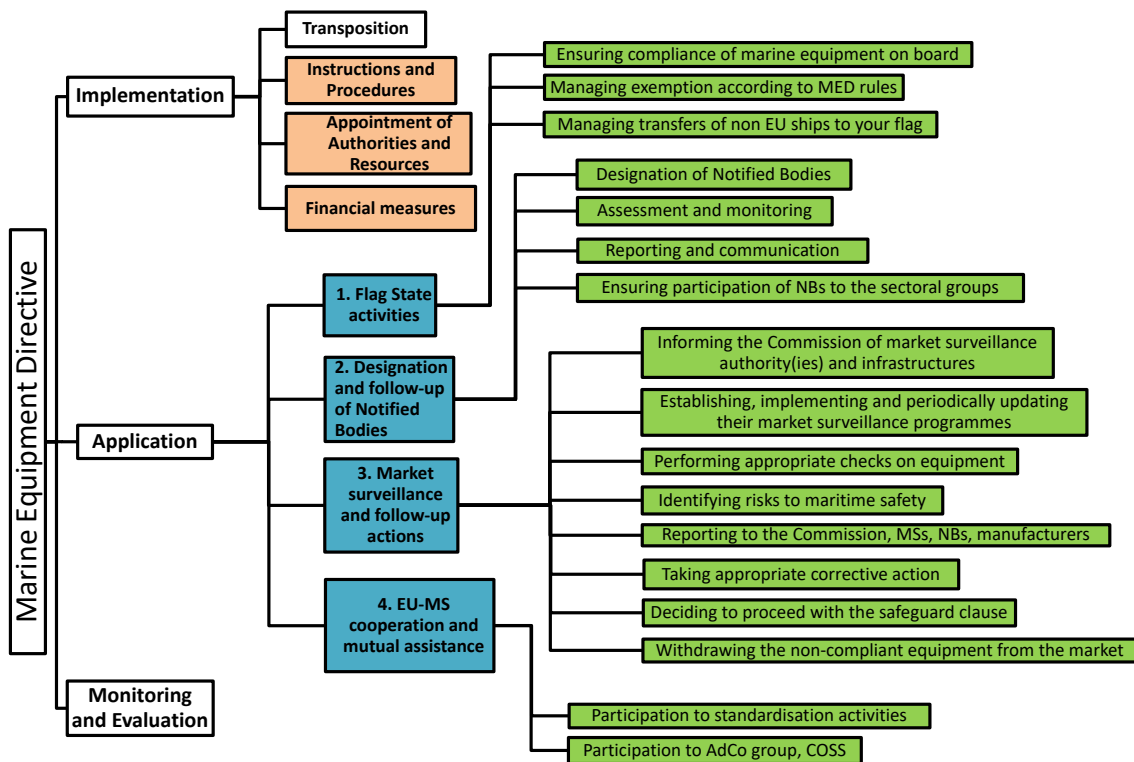 Marine Equipment Directive
Implementation
Transposition
Instructions and
Procedures
Appointment of
Authorities and
Resources
Financial measures
Application
1. Flag State
activities
Ensuring compliance of marine equipment on board
Managing exemption according to MED rules
Managing transfers of non EU ships to your flag
2. Designation
and follow-up
of Notified
Bodies
Designation of Notified Bodies
Assessment and monitoring
Reporting and communication
Ensuring participation of NBs to the sectoral groups
3. Market
surveillance
and follow-up
actions
Informing the Commission of market surveillance
authority(ies) and infrastructures
Establishing, implementing and periodically updating
their market surveillance programmes
Performing appropriate checks on equipment
Identifying risks to maritime safety
Reporting to the Commission, MSs, NBs, manufacturers
Taking appropriate corrective action
Deciding to proceed with the safeguard clause
Withdrawing the non-compliant equipment from the market
4. EU-MS
cooperation and
mutual assistance
Participation to standardisation activities
Participation to AdCo group, COSS
Monitoring
and Evaluation